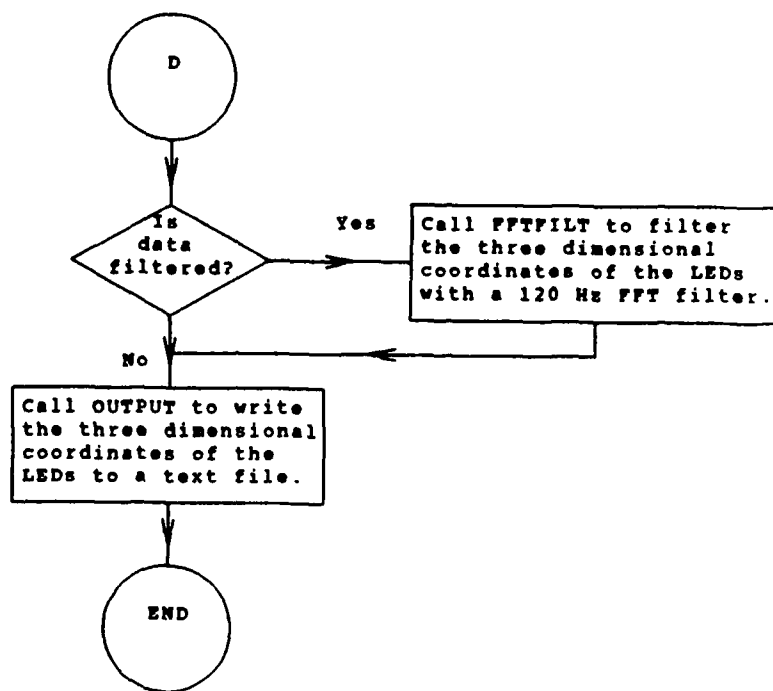 D
Is
data
filtered?
Yes
Call FFTFILT to filter
the three dimensional
coordinates of the LEDs
with a 120 Hz FFT filter.
No
Call OUTPUT to write
the three dimensional
coordinates of the
LEDs to a text file.
END